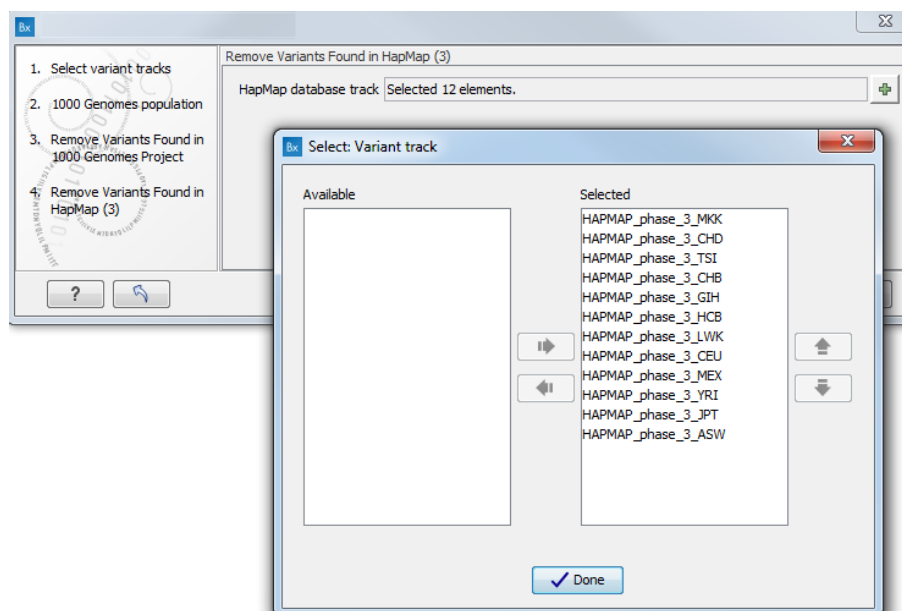 Bx
1. Select variant tracks
2. 1000 Genomes population
3. Remove Variants Found in
1000 Genomes Project
4. Remove Variants Found in
HapMap (3)
Remove Variants Found in HapMap (3)
HapMap database track Selected 12 elements.
?
Bx Select: Variant track
X
Available
Selected
HAPMAP_phase_3_MKK
HAPMAP_phase_3_CHD
HAPMAP_phase_3_TSI
HAPMAP_phase_3_CHB
HAPMAP_phase_3_GIH
HAPMAP_phase_3_HCB
HAPMAP_phase_3_LWK
HAPMAP_phase_3_CEU
HAPMAP_phase_3_MEX
HAPMAP_phase_3_YRI
HAPMAP_phase_3_JPT
HAPMAP_phase_3_ASW
Done